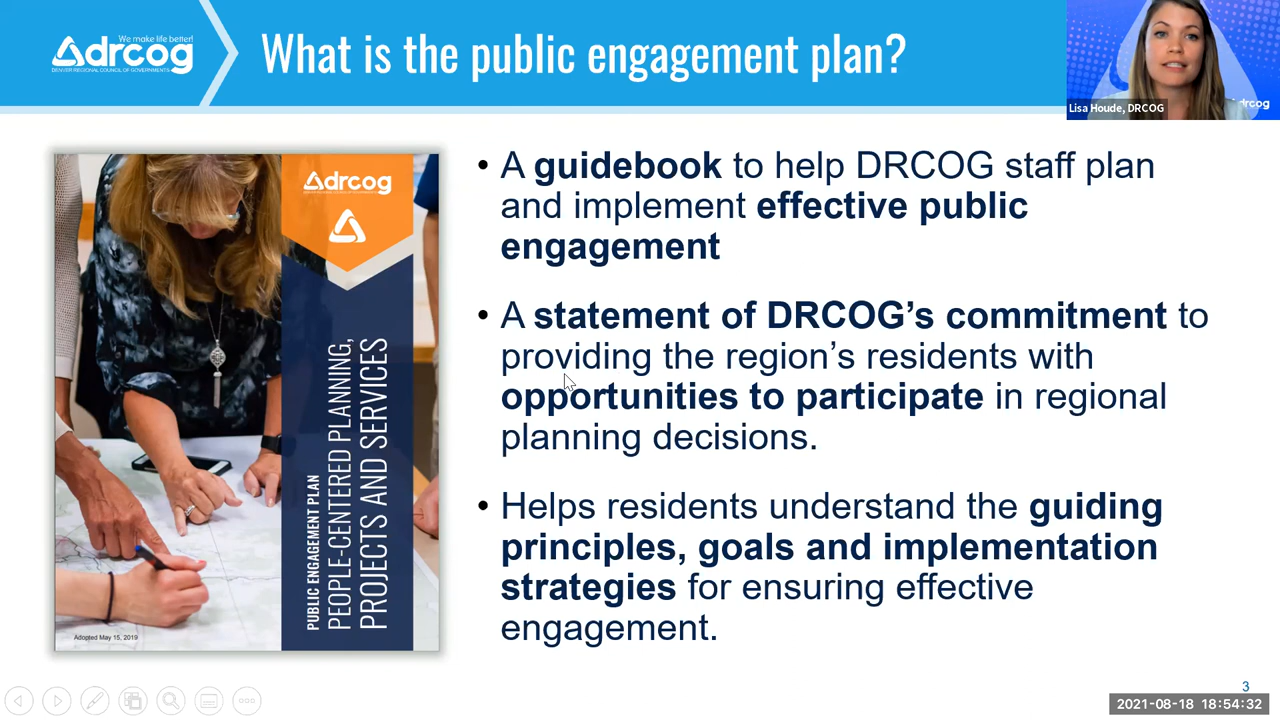 We make life better!
drcog
DENVER REGIONAL COUNCIL OF GOVERNMENTS
What is the public engagement plan?
Lisa Houde, DRCOG
drcog
drcog
PUBLIC ENGAGEMENT PLAN
PEOPLE-CENTERED PLANNING,
PROJECTS AND SERVICES
Adopted May 15, 2019
• A guidebook to help DRCOG staff plan
and implement effective public
engagement
• A statement of DRCOG’s commitment to
providing the region’s residents with
opportunities to participate in regional
planning decisions.
• Helps residents understand the guiding
principles, goals and implementation
strategies for ensuring effective
engagement.
3
2021-08-18 18:54:32